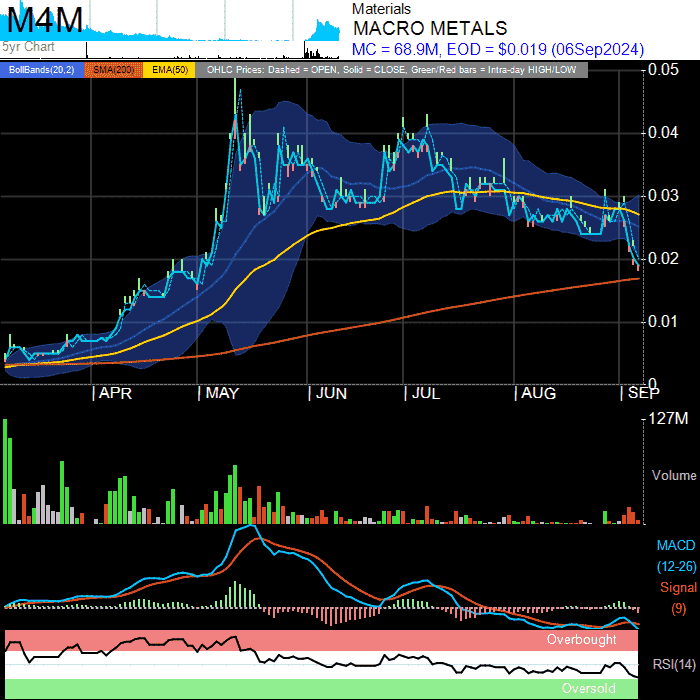 M4M
5yr Chart
Materials
MACRO METALS
MC = 68.9M, EOD = $0.019 (06Sep2024)
BollBands(20,2) SMA(200) EMA(50) OHLC Prices: Dashed = OPEN, Solid = CLOSE, Green/Red bars = Intra-day HIGH/LOW
0.05
0.04
0.03
0.02
0.01
0
APR MAY JUN JUL AUG SEP
127M
Volume
MACD
(12-26)
Signal
(9)
Overbought
RSI(14)
Oversold